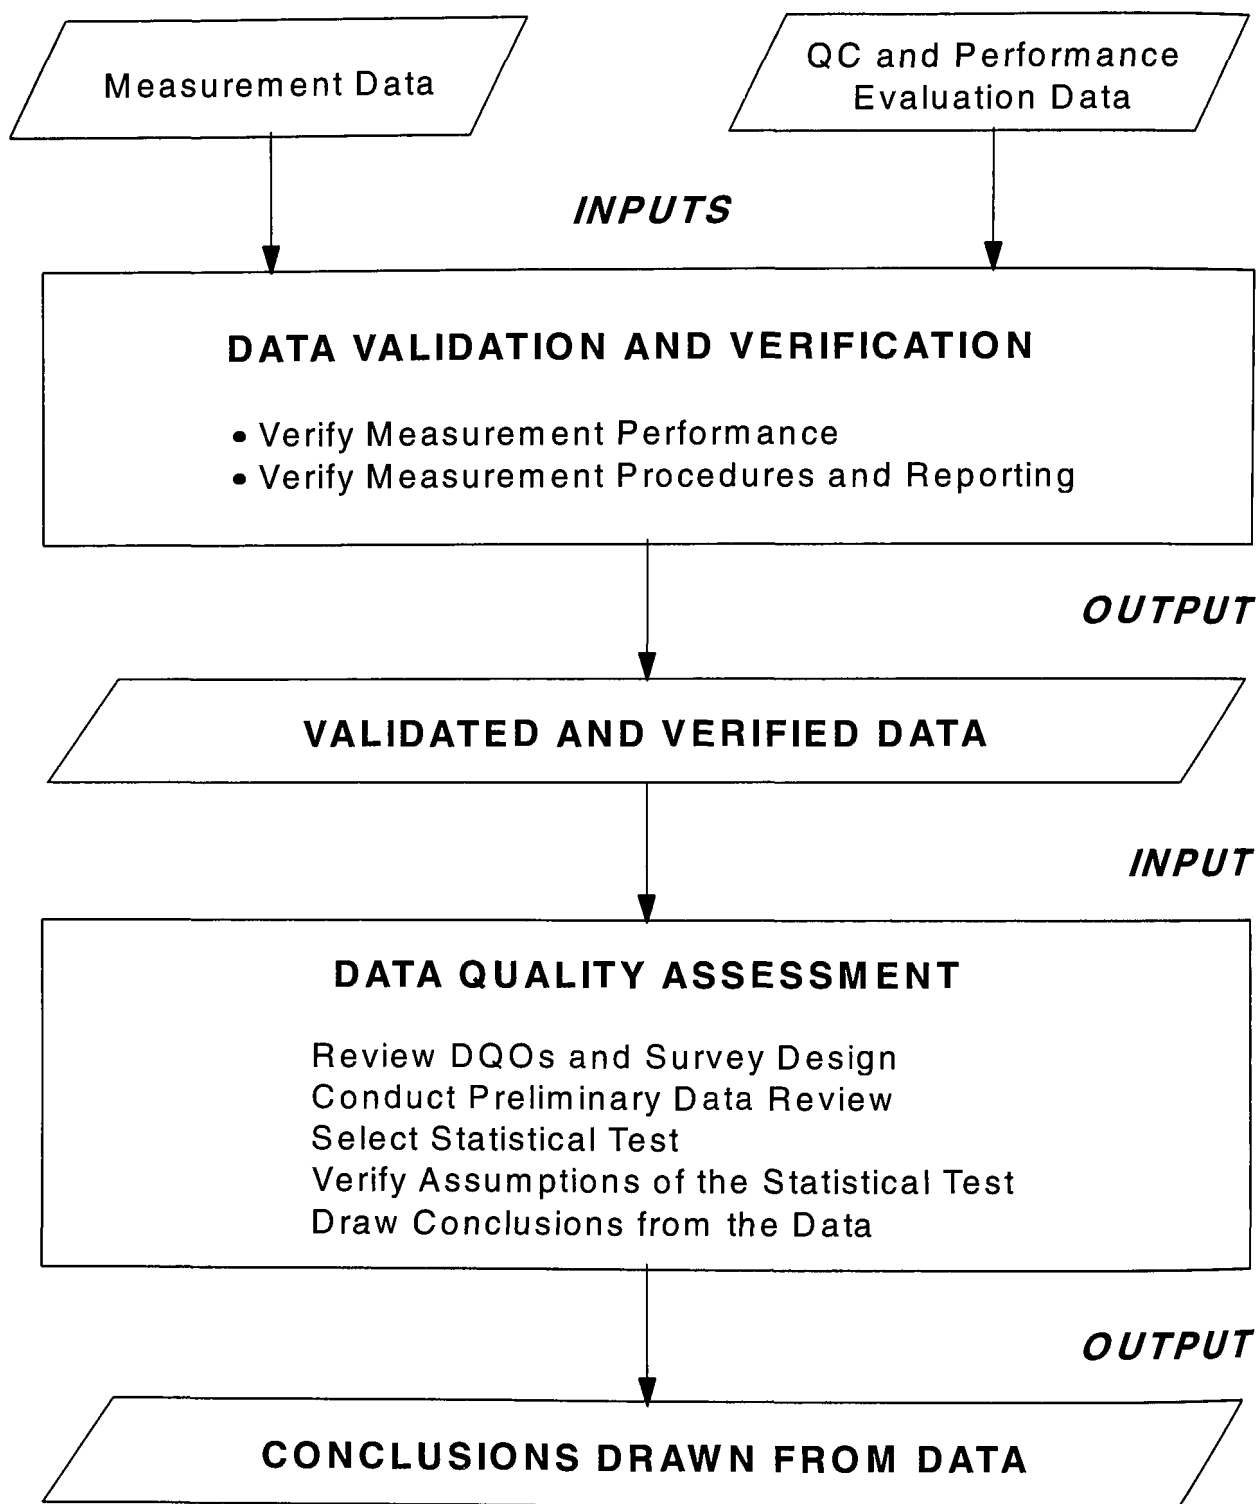 Measurement Data
QC and Performance
Evaluation Data
INPUTS
DATA VALIDATION AND VERIFICATION
• Verify Measurement Performance
• Verify Measurement Procedures and Reporting
OUTPUT
VALIDATED AND VERIFIED DATA
INPUT
DATA QUALITY ASSESSMENT
Review DQOs and Survey Design
Conduct Preliminary Data Review
Select Statistical Test
Verify Assumptions of the Statistical Test
Draw Conclusions from the Data
OUTPUT
CONCLUSIONS DRAWN FROM DATA